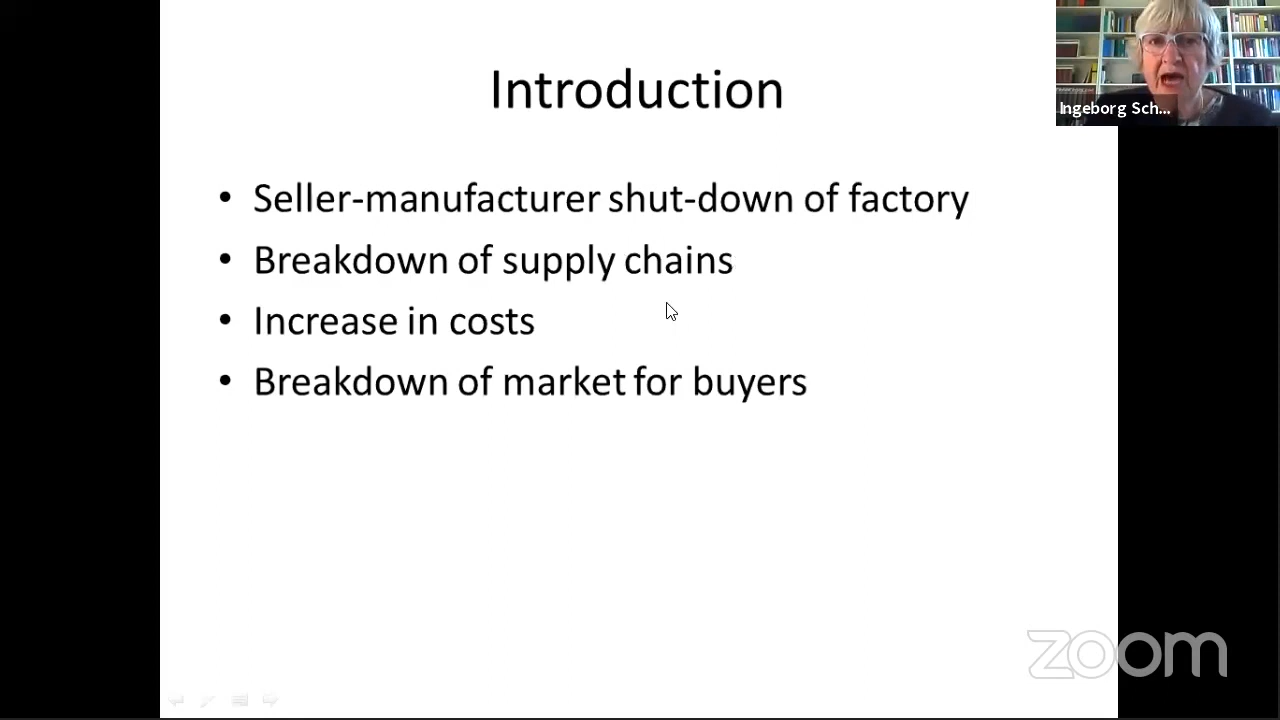 Introduction
Ingeborg Sch...
• Seller-manufacturer shut-down of factory
• Breakdown of supply chains
• Increase in costs
• Breakdown of market for buyers
zoom